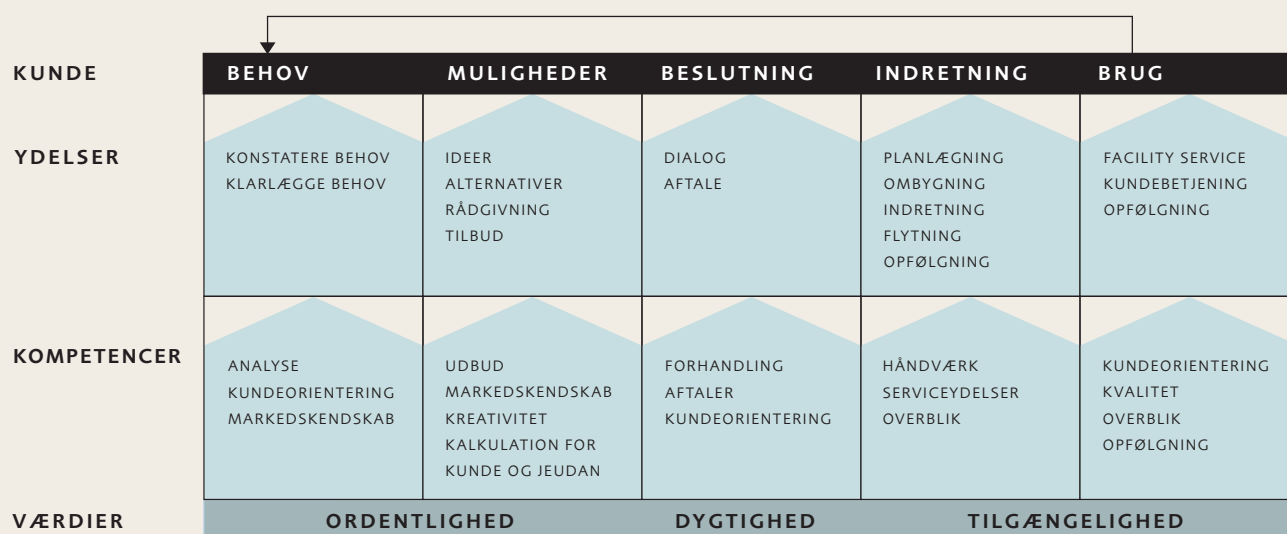 KUNDE
BEHOV
MULIGHEDER
BESLUTNING
INDRETNING
BRUG
YDELSER
KONSTATERE BEHOV
KLARLÆGGE BEHOV
IDEER
ALTERNATIVER
RÅDGIVNING
TILBUD
DIALOG
AFTALE
PLANLÆGNING
OMBYGNING
INDRETNING
FLYTNING
OPFØLGNING
FACILITY SERVICE
KUNDEBETJENING
OPFØLGNING
KOMPETENCER
ANALYSE
KUNDEORIENTERING
MARKEDSKENDSKAB
UDBUD
MARKEDSKENDSKAB
KREATIVITET
KALKULATION FOR
KUNDE OG JEUDAN
FORHANDLING
AFTALER
KUNDEORIENTERING
HÅNDVÆRK
SERVICEYDELSER
OVERBLIK
KUNDEORIENTERING
KVALITET
OVERBLIK
OPFØLGNING
VÆRDIER
ORDENTLIGHED
DYGTIGHED
TILGÆNGELIGHED